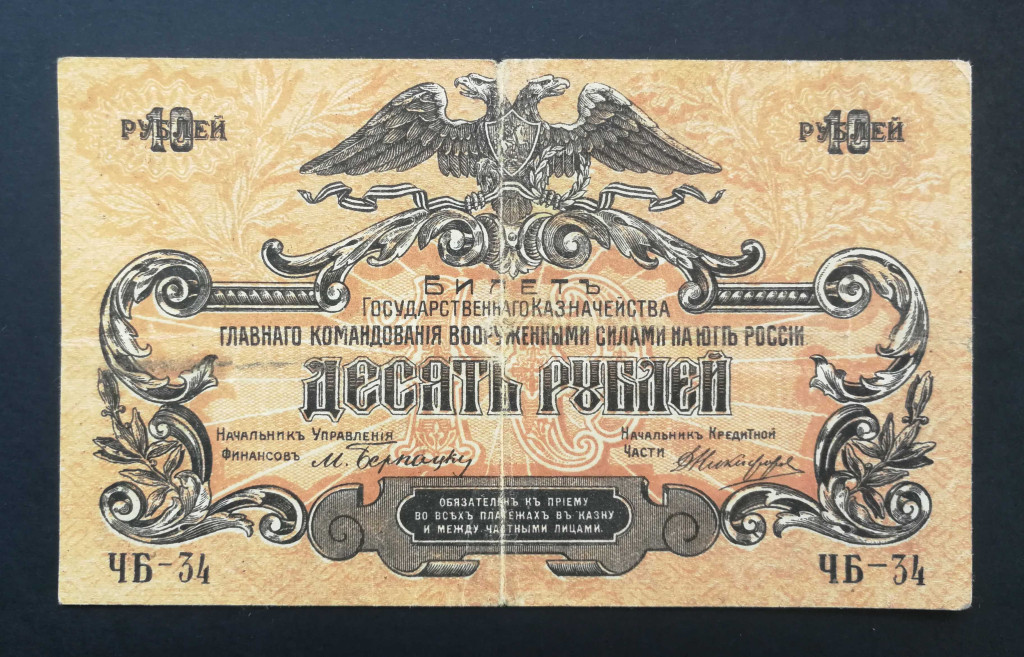 10 РУБЛЕЙ
10 РУБЛЕЙ
БИЛЕТЪ
ГОСУДАРСТВЕННАГО КАЗНАЧЕЙСТВА
ГЛАВНАГО КОМАНДОВАНІЯ ВООРУЖЕННЫМИ СИЛАМИ НА ЮГѢ РОССІИ
ДЕСЯТЬ РУБЛЕЙ
НАЧАЛЬНИКЪ УПРАВЛЕНІЯ
ФИНАНСОВЪ
НАЧАЛЬНИКЪ КРЕДИТНОЙ
ЧАСТИ
ОБЯЗАТЕЛЕНЪ КЪ ПРІЕМУ
ВО ВСѢХЪ ПЛАТЕЖАХЪ ВЪ КАЗНУ
И МЕЖДУ ЧАСТНЫМИ ЛИЦАМИ.
ЧБ-34
ЧБ-34